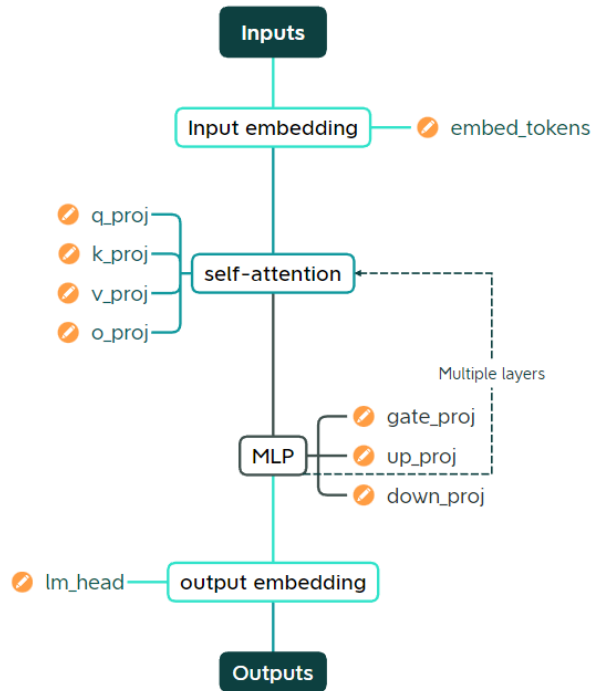 Inputs
Input embedding
embed_tokens
q_proj
k_proj
v_proj
o_proj
self-attention
Multiple layers
MLP
gate_proj
up_proj
down_proj
lm_head
output embedding
Outputs